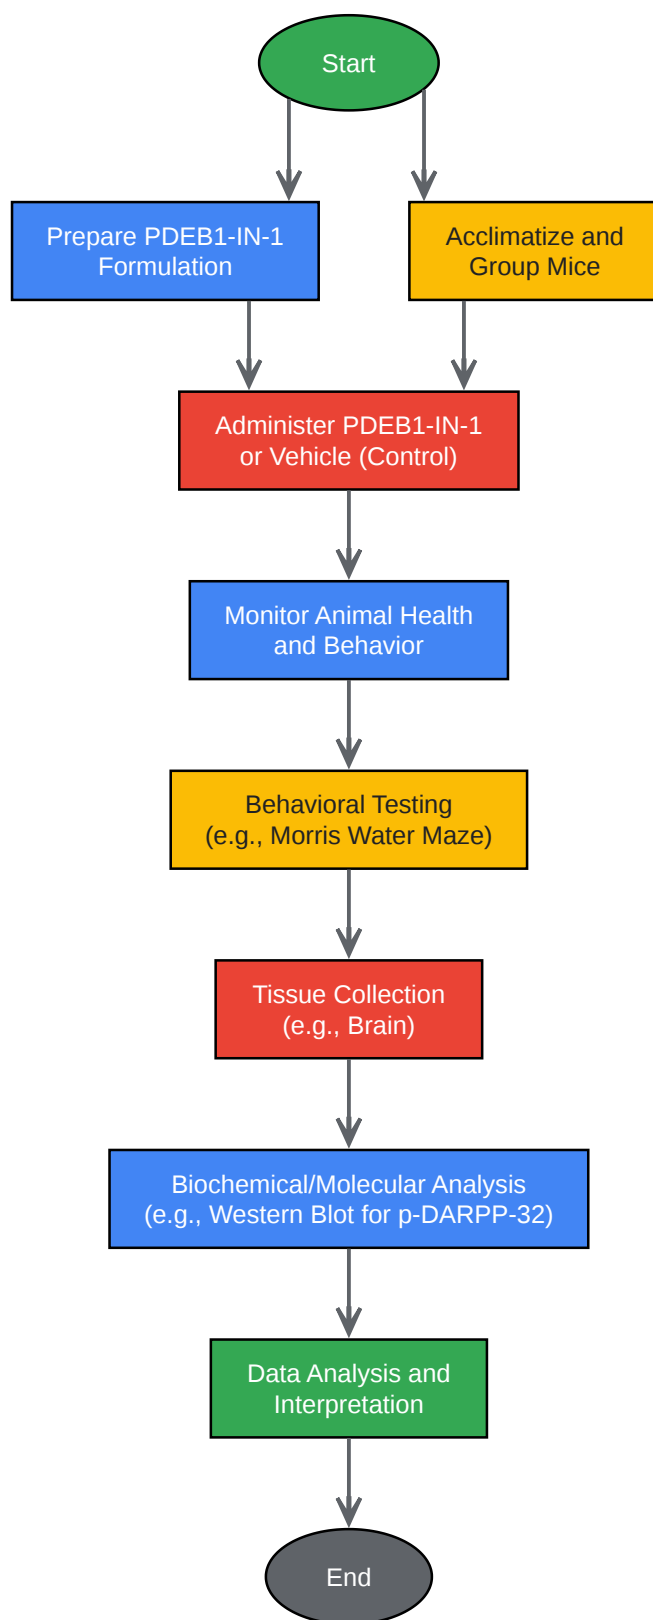 Start
Prepare PDEB1-IN-1
Formulation
Acclimatize and
Group Mice
Administer PDEB1-IN-1
or Vehicle (Control)
Monitor Animal Health
and Behavior
Behavioral Testing
(e.g., Morris Water Maze)
Tissue Collection
(e.g., Brain)
Biochemical/Molecular Analysis
(e.g., Western Blot for p-DARPP-32)
Data Analysis and
Interpretation
End